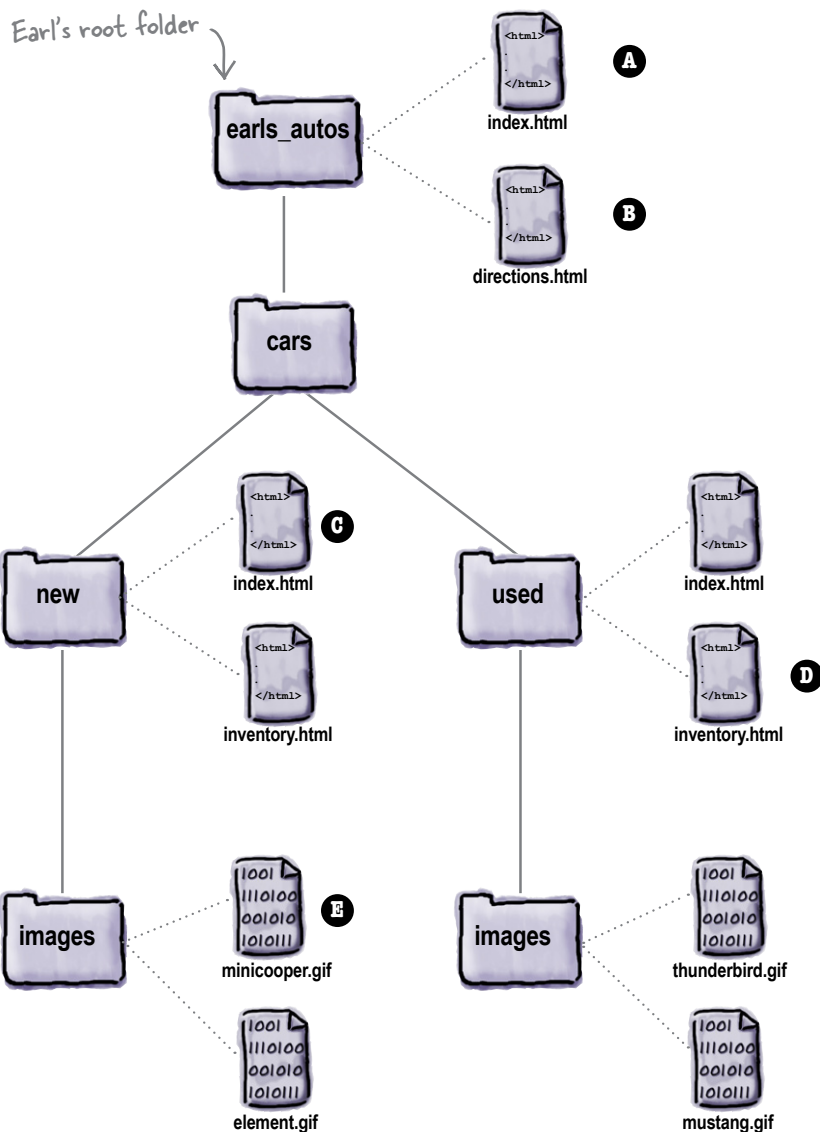 Earl's root folder
<html>
.
.
</html>
index.html
A
earls_autos
<html>
.
.
</html>
directions.html
B
cars
<html>
.
.
</html>
index.html
C
new
<html>
.
.
</html>
inventory.html
<html>
.
.
</html>
index.html
used
<html>
.
.
</html>
inventory.html
D
images
1001
1110100
001010
1010111
minicooper.gif
E
1001
1110100
001010
1010111
element.gif
images
1001
1110100
001010
1010111
thunderbird.gif
1001
1110100
001010
1010111
mustang.gif